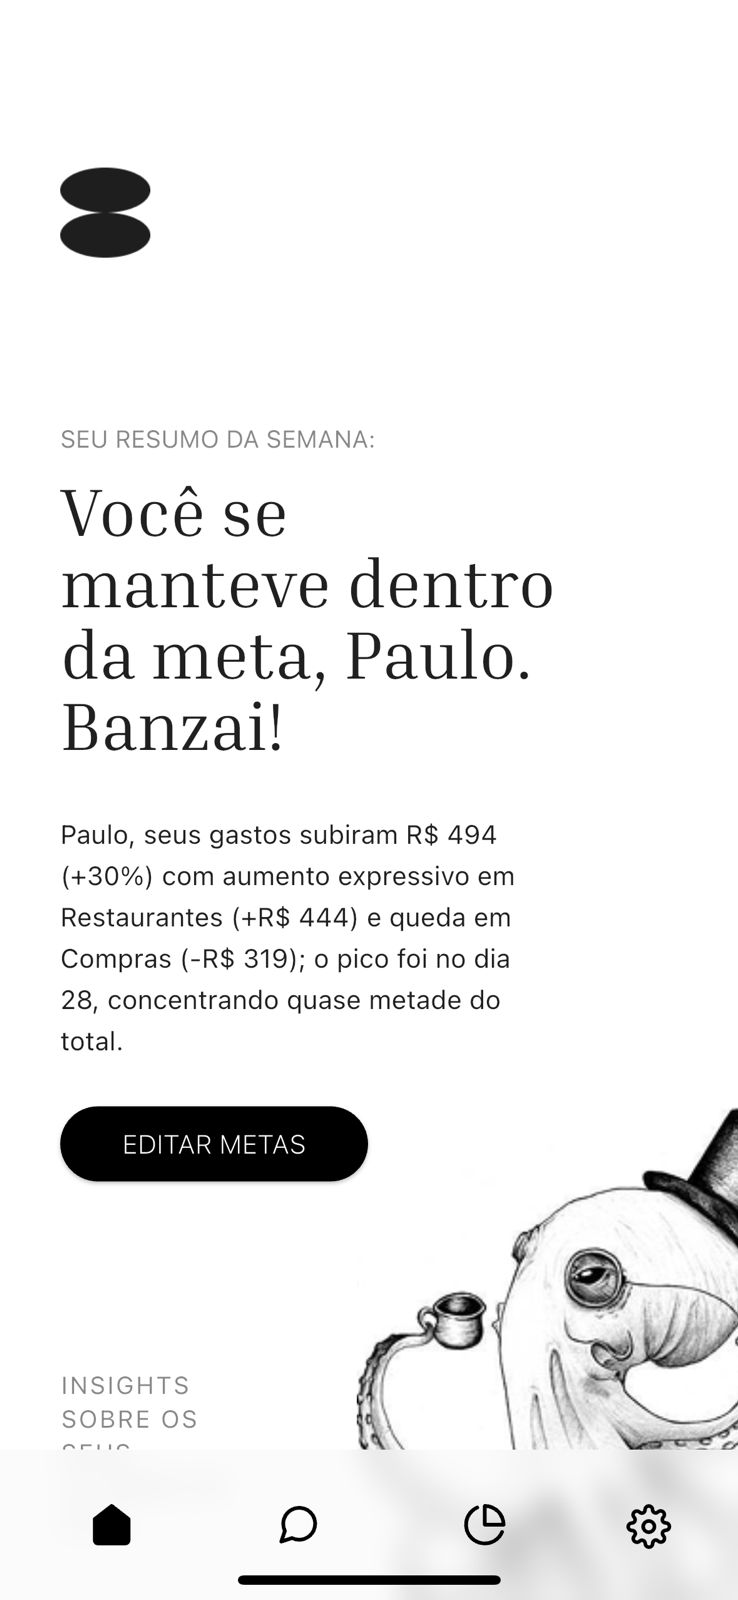 SEU RESUMO DA SEMANA:
Você se
manteve dentro
da meta, Paulo.
Banzai!
Paulo, seus gastos subiram R$ 494
(+30%) com aumento expressivo em
Restaurantes (+R$ 444) e queda em
Compras (-R$ 319); o pico foi no dia
28, concentrando quase metade do
total.
EDITAR METAS
INSIGHTS
SOBRE OS
SEUS